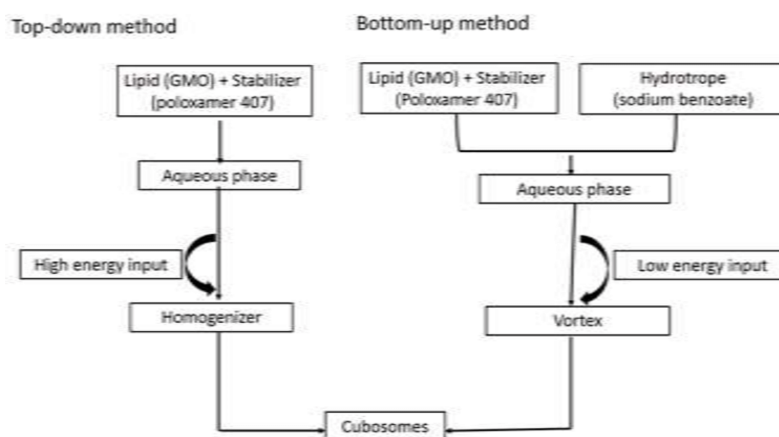 Top-down method
Bottom-up method
Lipid (GMO) + Stabilizer
(poloxamer 407)
Lipid (GMO) + Stabilizer
(Poloxamer 407)
Hydrotrope
(sodium benzoate)
Aqueous phase
Aqueous phase
High energy input
Low energy input
Homogenizer
Vortex
Cubosomes